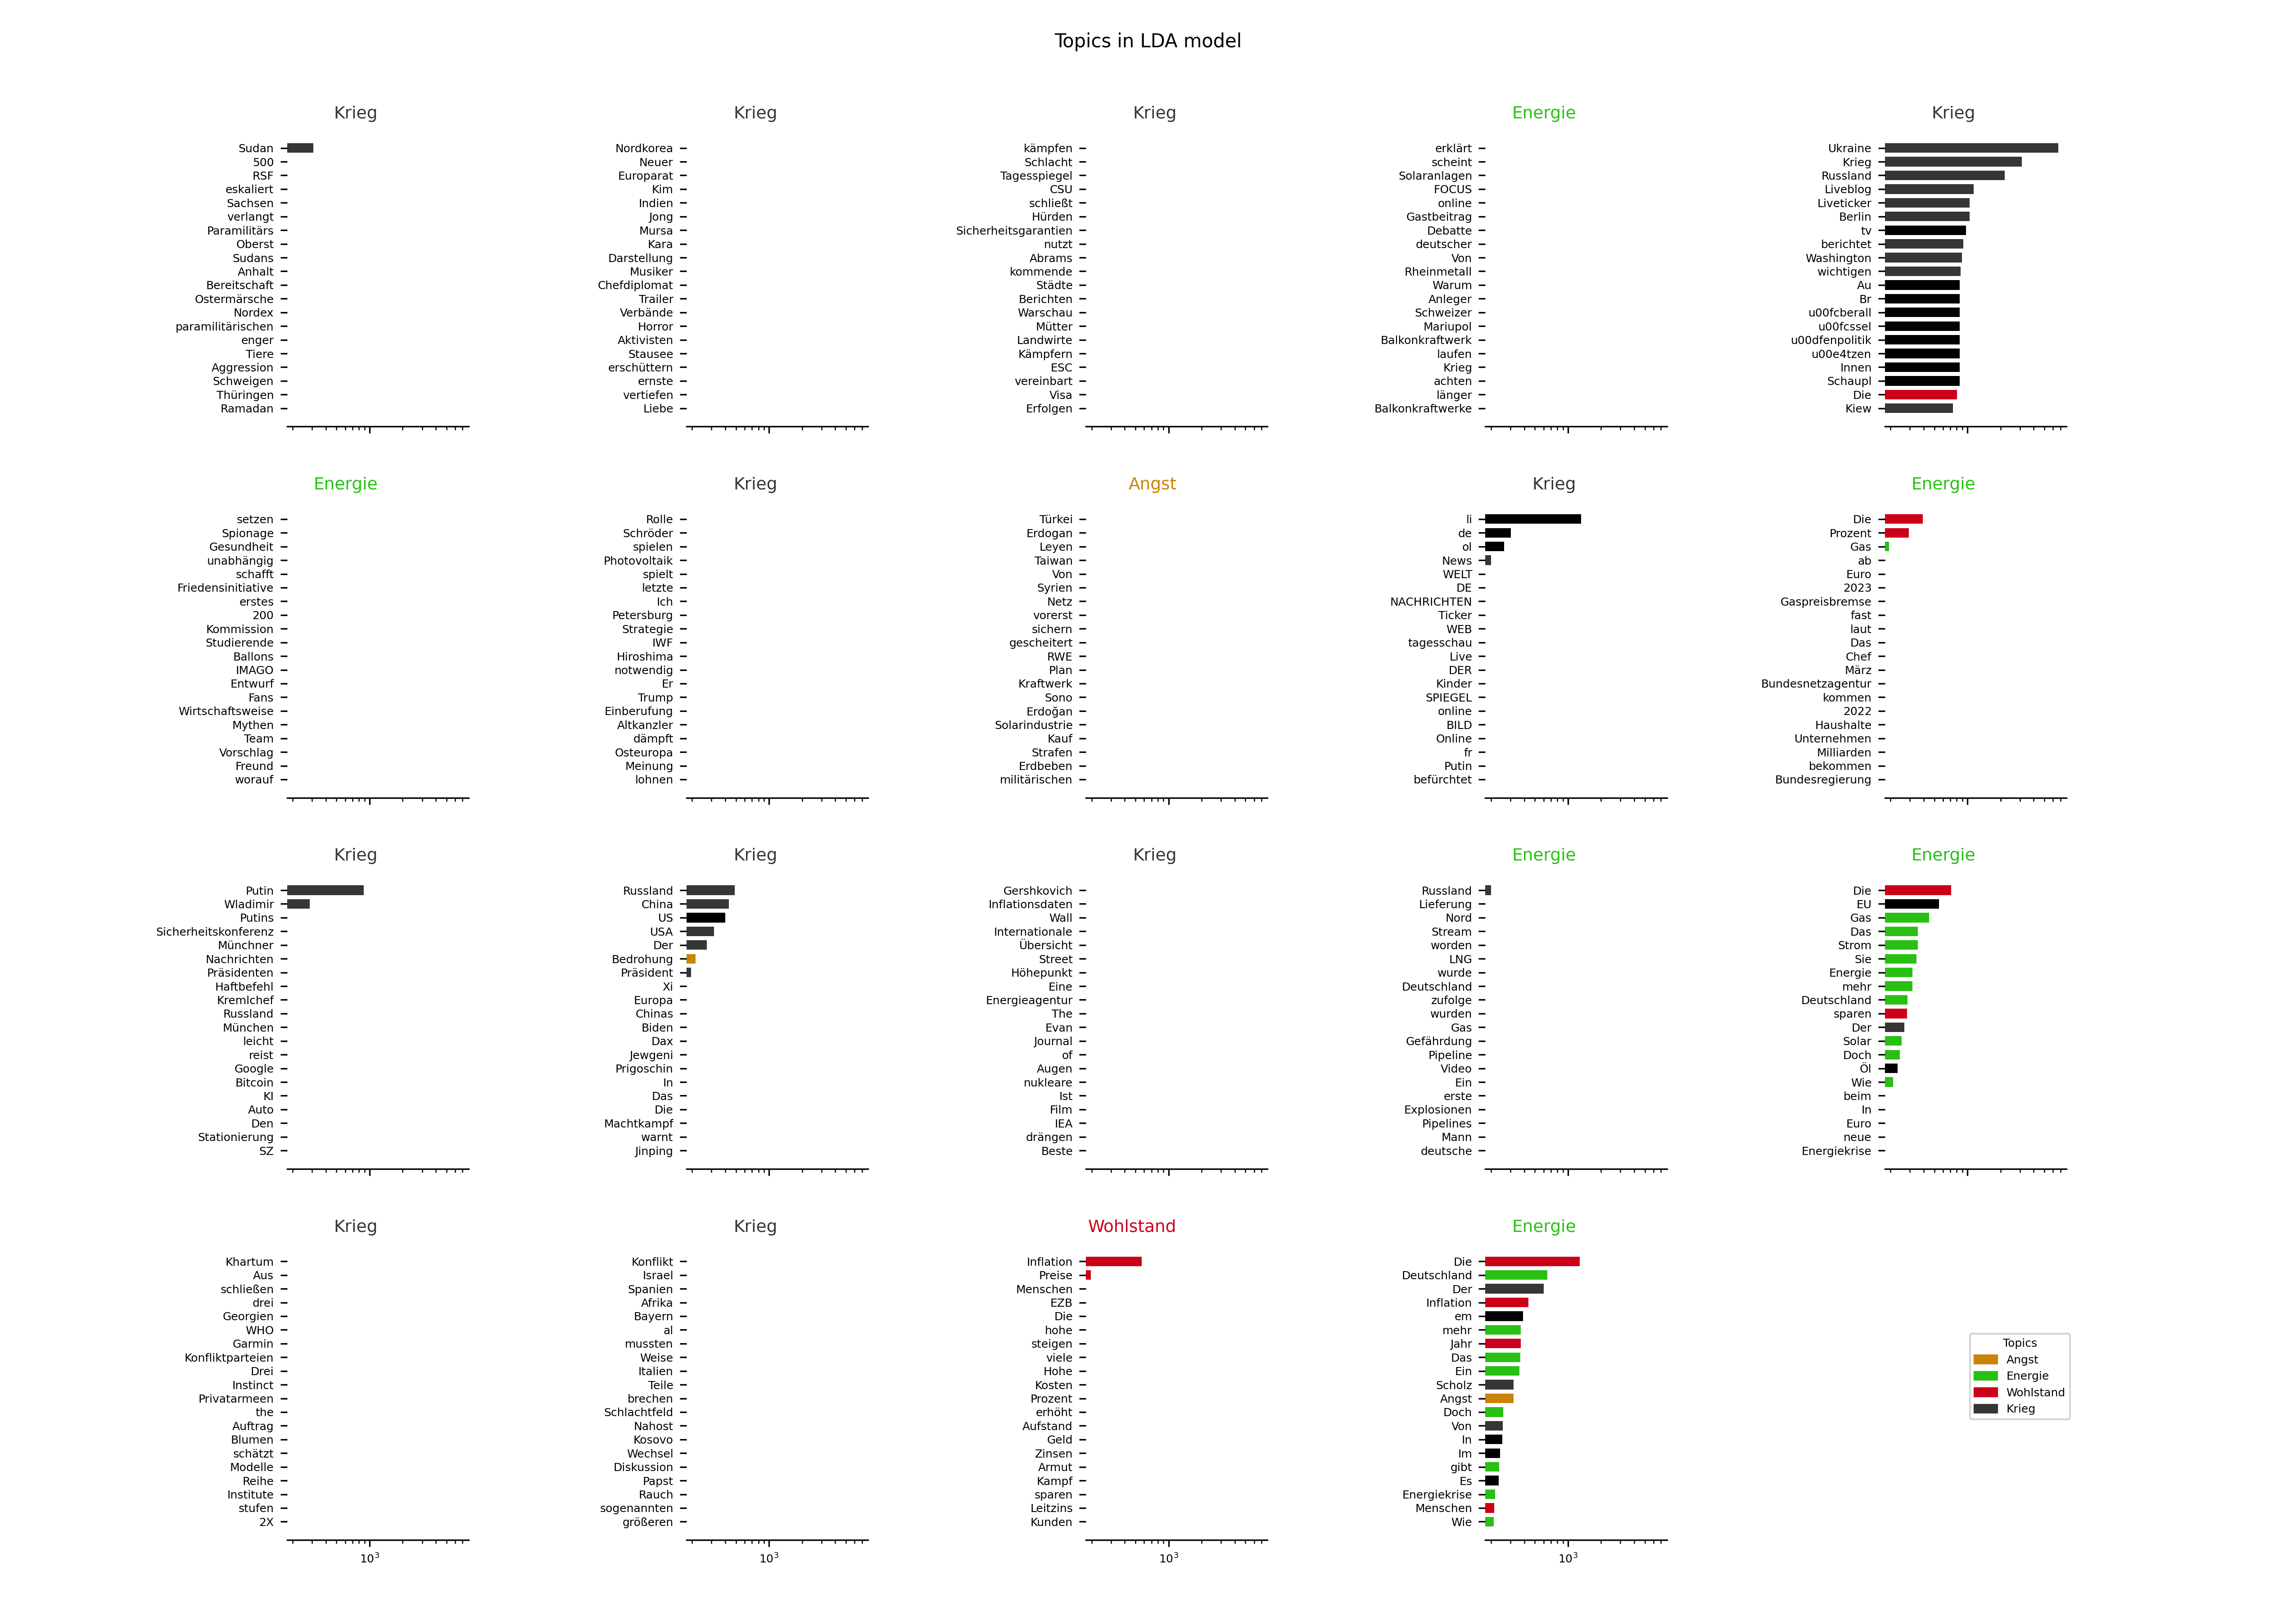 Topics in LDA model
Krieg
Sudan
500
RSF
eskaliert
Sachsen
verlangt
Paramilitärs
Oberst
Sudans
Anhalt
Bereitschaft
Ostermärsche
Nordex
paramilitärischen
enger
Tiere
Aggression
Schweigen
Thüringen
Ramadan
Krieg
Nordkorea
Neuer
Europarat
Kim
Indien
Jong
Mursa
Kara
Darstellung
Musiker
Chefdiplomat
Trailer
Verbände
Horror
Aktivisten
Stausee
erschüttern
ernste
vertiefen
Liebe
Krieg
kämpfen
Schlacht
Tagesspiegel
CSU
schließt
Hürden
Sicherheitsgarantien
nutzt
Abrams
kommende
Städte
Berichten
Warschau
Mütter
Landwirte
Kämpfern
ESC
vereinbart
Visa
Erfolgen
Energie
erklärt
scheint
Solaranlagen
FOCUS
online
Gastbeitrag
Debatte
deutscher
Von
Rheinmetall
Warum
Anleger
Schweizer
Mariupol
Balkonkraftwerk
laufen
Krieg
achten
länger
Balkonkraftwerke
Krieg
Ukraine
Krieg
Russland
Liveblog
Liveticker
Berlin
tv
berichtet
Washington
wichtigen
Au
Br
u00fcberall
u00fcssel
u00dfenpolitik
u00e4tzen
Innen
Schaupl
Die
Kiew
Energie
setzen
Spionage
Gesundheit
unabhängig
schafft
Friedensinitiative
erstes
200
Kommission
Studierende
Ballons
IMAGO
Entwurf
Fans
Wirtschaftsweise
Mythen
Team
Vorschlag
Freund
worauf
Krieg
Rolle
Schröder
spielen
Photovoltaik
spielt
letzte
Ich
Petersburg
Strategie
IWF
Hiroshima
notwendig
Er
Trump
Einberufung
Altkanzler
dämpft
Osteuropa
Meinung
lohnen
Angst
Türkei
Erdogan
Leyen
Taiwan
Von
Syrien
Netz
vorerst
sichern
gescheitert
RWE
Plan
Kraftwerk
Sono
Erdoğan
Solarindustrie
Kauf
Strafen
Erdbeben
militärischen
Krieg
li
de
ol
News
WELT
DE
NACHRICHTEN
Ticker
WEB
tagesschau
Live
DER
Kinder
SPIEGEL
online
BILD
Online
fr
Putin
befürchtet
Energie
Die
Prozent
Gas
ab
Euro
2023
Gaspreisbremse
fast
laut
Das
Chef
März
Bundesnetzagentur
kommen
2022
Haushalte
Unternehmen
Milliarden
bekommen
Bundesregierung
Krieg
Putin
Wladimir
Putins
Sicherheitskonferenz
Münchner
Nachrichten
Präsidenten
Haftbefehl
Kremlchef
Russland
München
leicht
reist
Google
Bitcoin
KI
Auto
Den
Stationierung
SZ
Krieg
Russland
China
US
USA
Der
Bedrohung
Präsident
Xi
Europa
Chinas
Biden
Dax
Jewgeni
Prigoschin
In
Das
Die
Machtkampf
warnt
Jinping
Krieg
Gershkovich
Inflationsdaten
Wall
Internationale
Übersicht
Street
Höhepunkt
Eine
Energieagentur
The
Evan
Journal
of
Augen
nukleare
Ist
Film
IEA
drängen
Beste
Energie
Russland
Lieferung
Nord
Stream
worden
LNG
wurde
Deutschland
zufolge
wurden
Gas
Gefährdung
Pipeline
Video
Ein
erste
Explosionen
Pipelines
Mann
deutsche
Energie
Die
EU
Gas
Das
Strom
Sie
Energie
mehr
Deutschland
sparen
Der
Solar
Doch
Öl
Wie
beim
In
Euro
neue
Energiekrise
Krieg
Khartum
Aus
schließen
drei
Georgien
WHO
Garmin
Konfliktparteien
Drei
Instinct
Privatarmeen
the
Auftrag
Blumen
schätzt
Modelle
Reihe
Institute
stufen
2X
10³
Krieg
Konflikt
Israel
Spanien
Afrika
Bayern
al
mussten
Weise
Italien
Teile
brechen
Schlachtfeld
Nahost
Kosovo
Wechsel
Diskussion
Papst
Rauch
sogenannten
größeren
10³
Wohlstand
Inflation
Preise
Menschen
EZB
Die
hohe
steigen
viele
Hohe
Kosten
Prozent
erhöht
Aufstand
Geld
Zinsen
Armut
Kampf
sparen
Leitzins
Kunden
10³
Energie
Die
Deutschland
Der
Inflation
em
mehr
Jahr
Das
Ein
Scholz
Angst
Doch
Von
In
Im
gibt
Es
Energiekrise
Menschen
Wie
10³
Topics
Angst
Energie
Wohlstand
Krieg